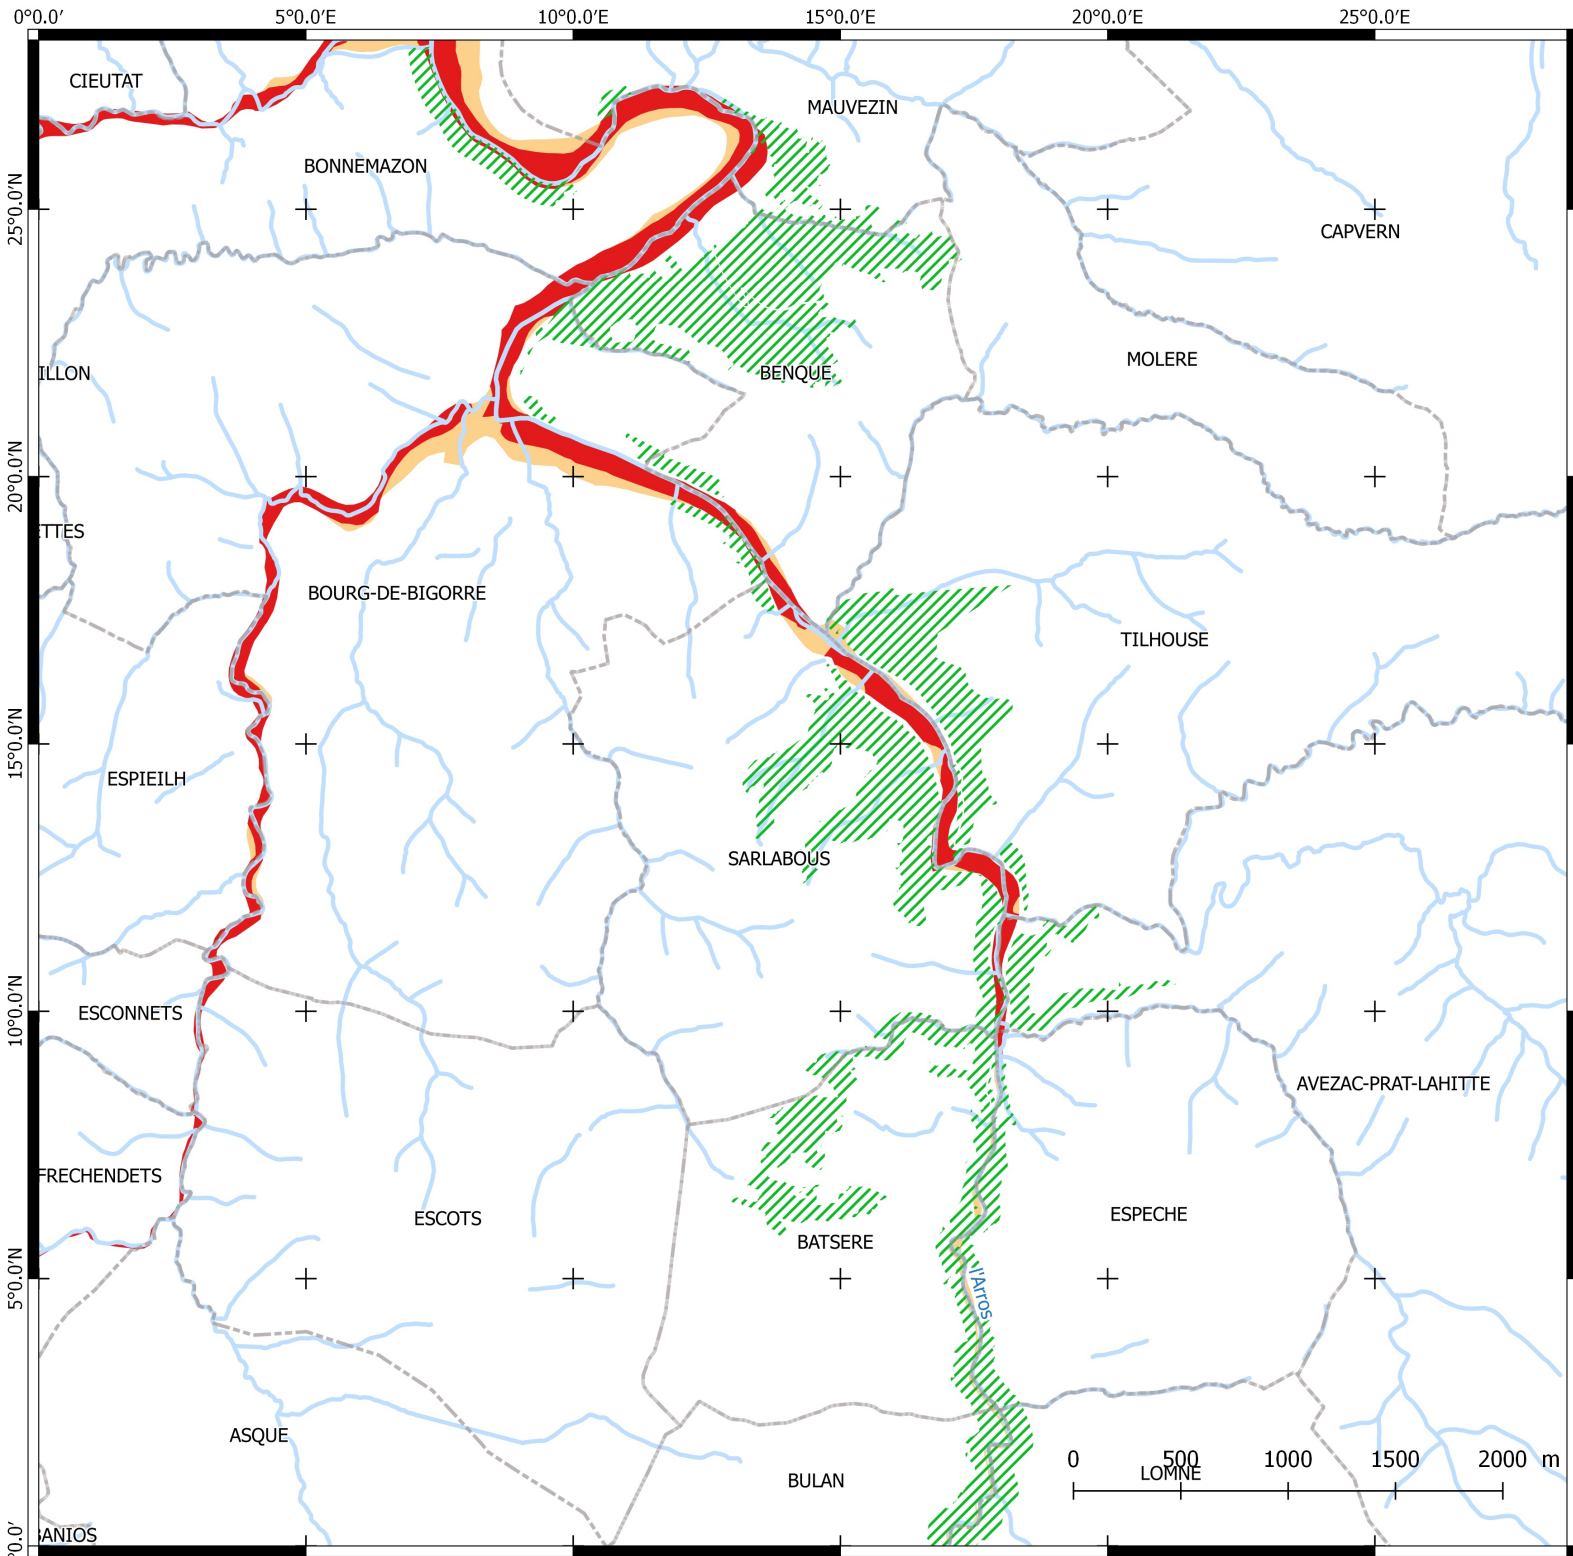 0°0.0′ 5°0.0′E 10°0.0′E 15°0.0′E 20°0.0′E 25°0.0′E
CIEUTAT
MAUVEZIN
BONNEMAZON
25°0.0′N
CAPVERN
MOLERE
ILLON
BENQUE
20°0.0′N
ETTES
BOURG-DE-BIGORRE
TILHOUSE
15°0.0′N
ESPIEILH
SARLABOUS
10°0.0′N
ESCONNETS
AVEZAC-PRAT-LAHITTE
FRECHENDETS
ESCOTS
ESPECHE
BATSERE
5°0.0′N
l'Arros
ASQUE
0 500 1000 1500 2000 m
LOMNE
BULAN
BANIOS
°0.0′